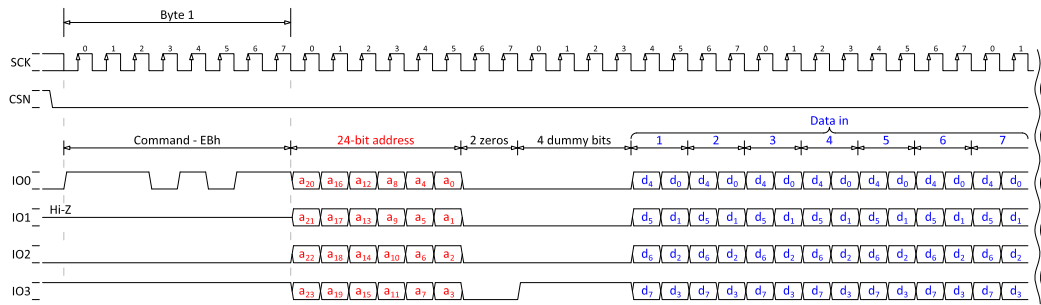 Byte 1
0 1 2 3 4 5 6 7 0 1 2 3 4 5 6 7 0 1 2 3 4 5 6 7 0 1 2 3 4 5 6 7 0 1
SCK
CSN
Data in
Command - EBh 24-bit address 2 zeros 4 dummy bits 1 2 3 4 5 6 7
IO0 a20 a16 a12 a8 a4 a0 d4 d0 d4 d0 d4 d0 d4 d0 d4 d0 d4 d0 d4 d0
Hi-Z
IO1 a21 a17 a13 a9 a5 a1 d5 d1 d5 d1 d5 d1 d5 d1 d5 d1 d5 d1 d5 d1
IO2 a22 a18 a14 a10 a6 a2 d6 d2 d6 d2 d6 d2 d6 d2 d6 d2 d6 d2 d6 d2
IO3 a23 a19 a15 a11 a7 a3 d7 d3 d7 d3 d7 d3 d7 d3 d7 d3 d7 d3 d7 d3